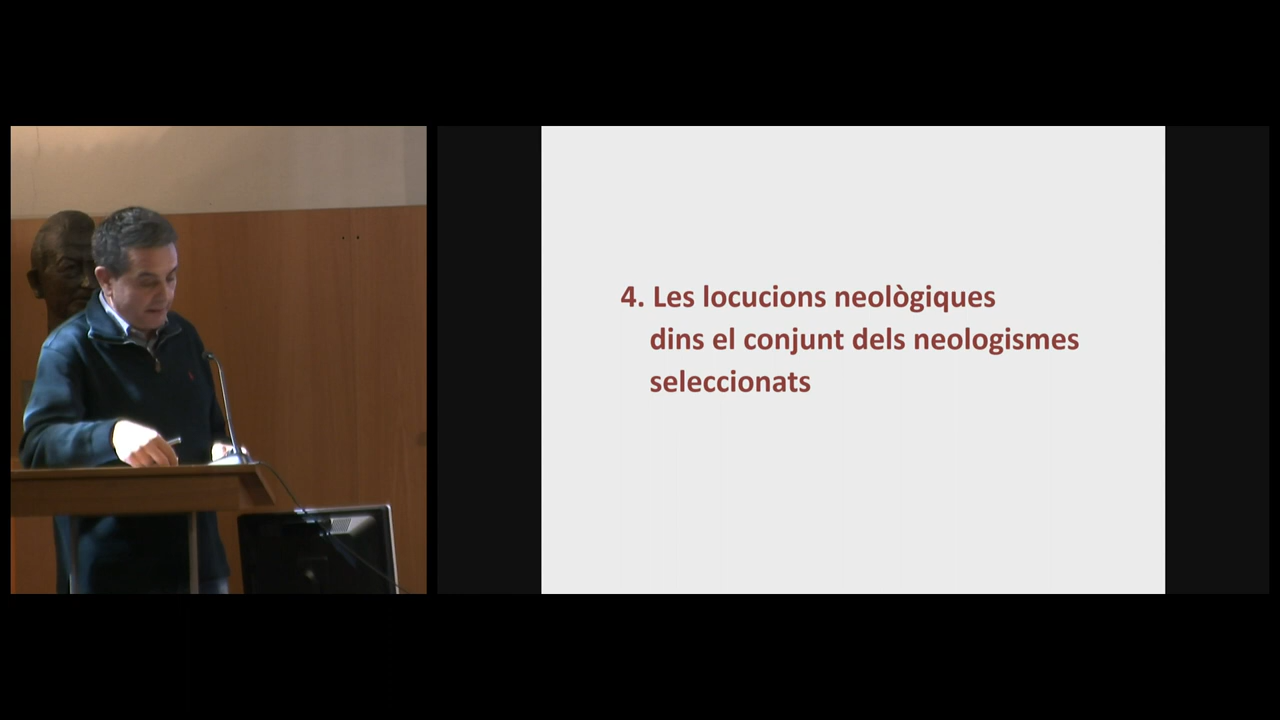 4. Les locucions neològiques
dins el conjunt dels neologismes
seleccionats